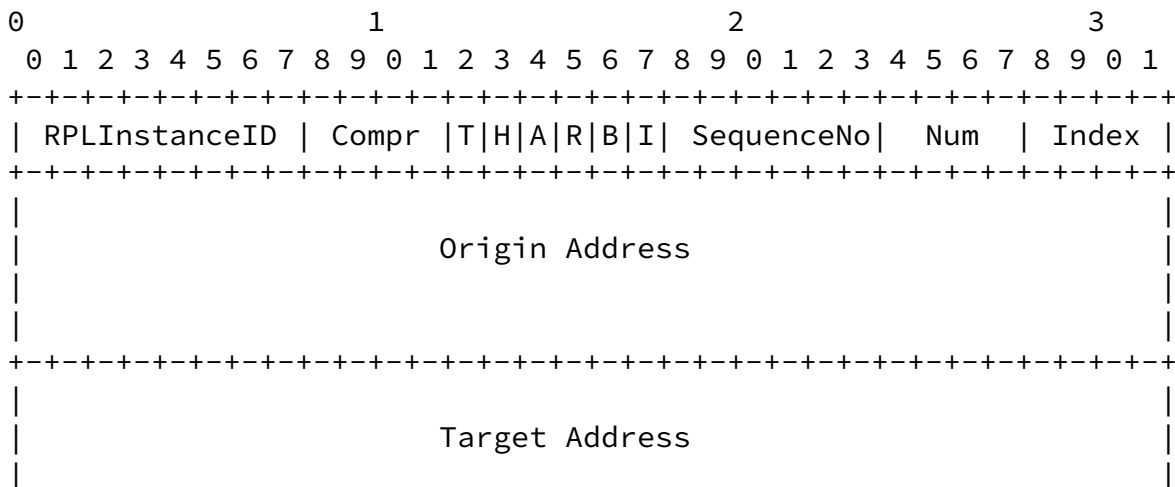 0                   1                   2                   3
 0 1 2 3 4 5 6 7 8 9 0 1 2 3 4 5 6 7 8 9 0 1 2 3 4 5 6 7 8 9 0 1
+-+-+-+-+-+-+-+-+-+-+-+-+-+-+-+-+-+-+-+-+-+-+-+-+-+-+-+-+-+-+-+-+
| RPLInstanceID | Compr |T|H|A|R|B|I| SequenceNo|  Num  | Index |
+-+-+-+-+-+-+-+-+-+-+-+-+-+-+-+-+-+-+-+-+-+-+-+-+-+-+-+-+-+-+-+-+
|                                                               |
|                       Origin Address                          |
|                                                               |
|                                                               |
+-+-+-+-+-+-+-+-+-+-+-+-+-+-+-+-+-+-+-+-+-+-+-+-+-+-+-+-+-+-+-+-+
|                                                               |
|                       Target Address                          |
|                                                               |